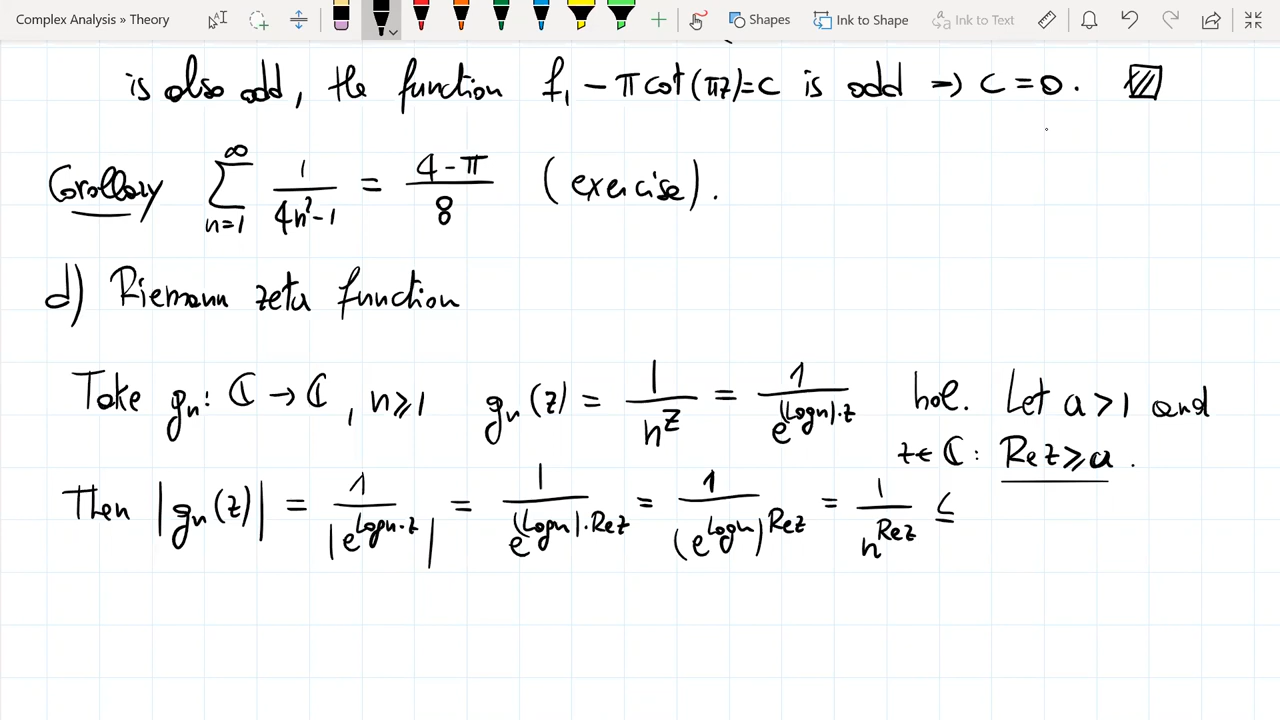 Complex Analysis » Theory Shapes Ink to Shape Ink to Text
is also odd, the function f₁ − π cot(πz) = c is odd ⇒ c = 0.
Corollary ∑_{n=1}^{∞} 1/(4n²−1) = (4−π)/8 (exercise).
d) Riemann zeta function
Take gₙ: ℂ → ℂ, n ≥ 1 gₙ(z) = 1/n^z = 1/e^{(Log n)·z} hol. Let a > 1 and
z ∈ ℂ: Re z ≥ a.
Then |gₙ(z)| = 1/|e^{Log n·z}| = 1/e^{(Log n)·Re z} = 1/(e^{Log n})^{Re z} = 1/n^{Re z} ≤